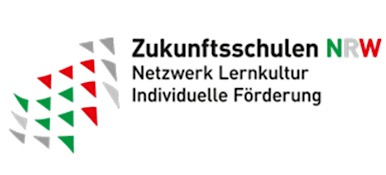 Zukunftsschulen NRW
Netzwerk Lernkultur
Individuelle Förderung